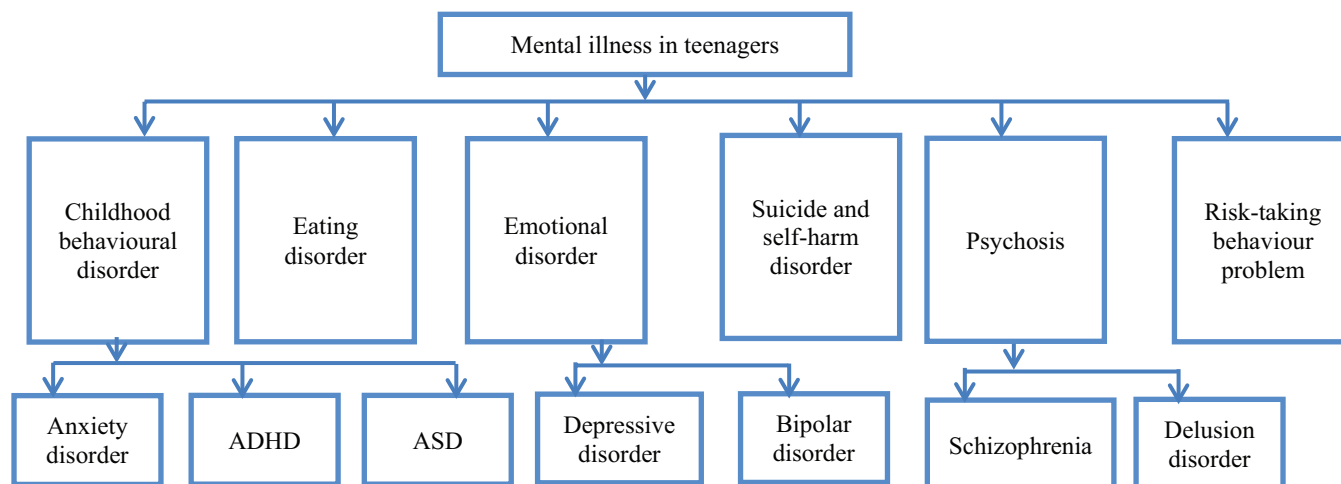 Mental illness in teenagers
Childhood
behavioural
disorder
Eating
disorder
Emotional
disorder
Suicide and
self-harm
disorder
Psychosis
Risk-taking
behaviour
problem
Anxiety
disorder
ADHD
ASD
Depressive
disorder
Bipolar
disorder
Schizophrenia
Delusion
disorder